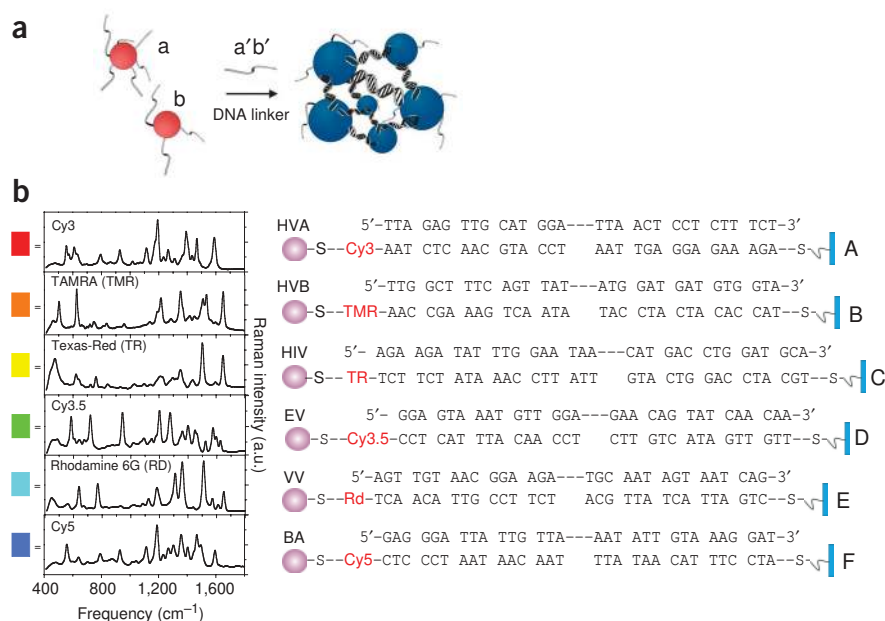 a
a
b
a′b′
DNA linker
b
= Cy3
= TAMRA (TMR)
= Texas-Red (TR)
= Cy3.5
= Rhodamine 6G (RD)
= Cy5
400 800 1,200 1,600
Frequency (cm−1)
Raman intensity (a.u.)
HVA 5′–TTA GAG TTG CAT GGA---TTA ACT CCT CTT TCT-3′
S Cy3–AAT CTC AAC GTA CCT AAT TGA GGA GAA AGA--S A
HVB 5′–TTG GCT TTC AGT TAT---ATG GAT GAT GTG GTA-3′
S–TMR–AAC CGA AAG TCA ATA TAC CTA CTA CAC CAT-S B
HIV 5′- AGA AGA TAT TTG GAA TAA---CAT GAC CTG GAT GCA-3′
S– TR–TCT TCT ATA AAC CTT ATT GTA CTG GAC CTA CGT--S C
EV 5′- GGA GTA AAT GTT GGA---GAA CAG TAT CAA CAA-3′
S–Cy3.5–CCT CAT TTA CAA CCT CTT GTC ATA GTT GTT--S D
VV 5′-AGT TGT AAC GGA AGA---TGC AAT AGT AAT CAG-3′
S–Rd–TCA ACA TTG CCT TCT ACG TTA TCA TTA GTC-S E
BA 5′-GAG GGA TTA TTG TTA---AAT ATT GTA AAG GAT-3′
S--Cy5–CTC CCT AAT AAC AAT TTA TAA CAT TTC CTA--S F